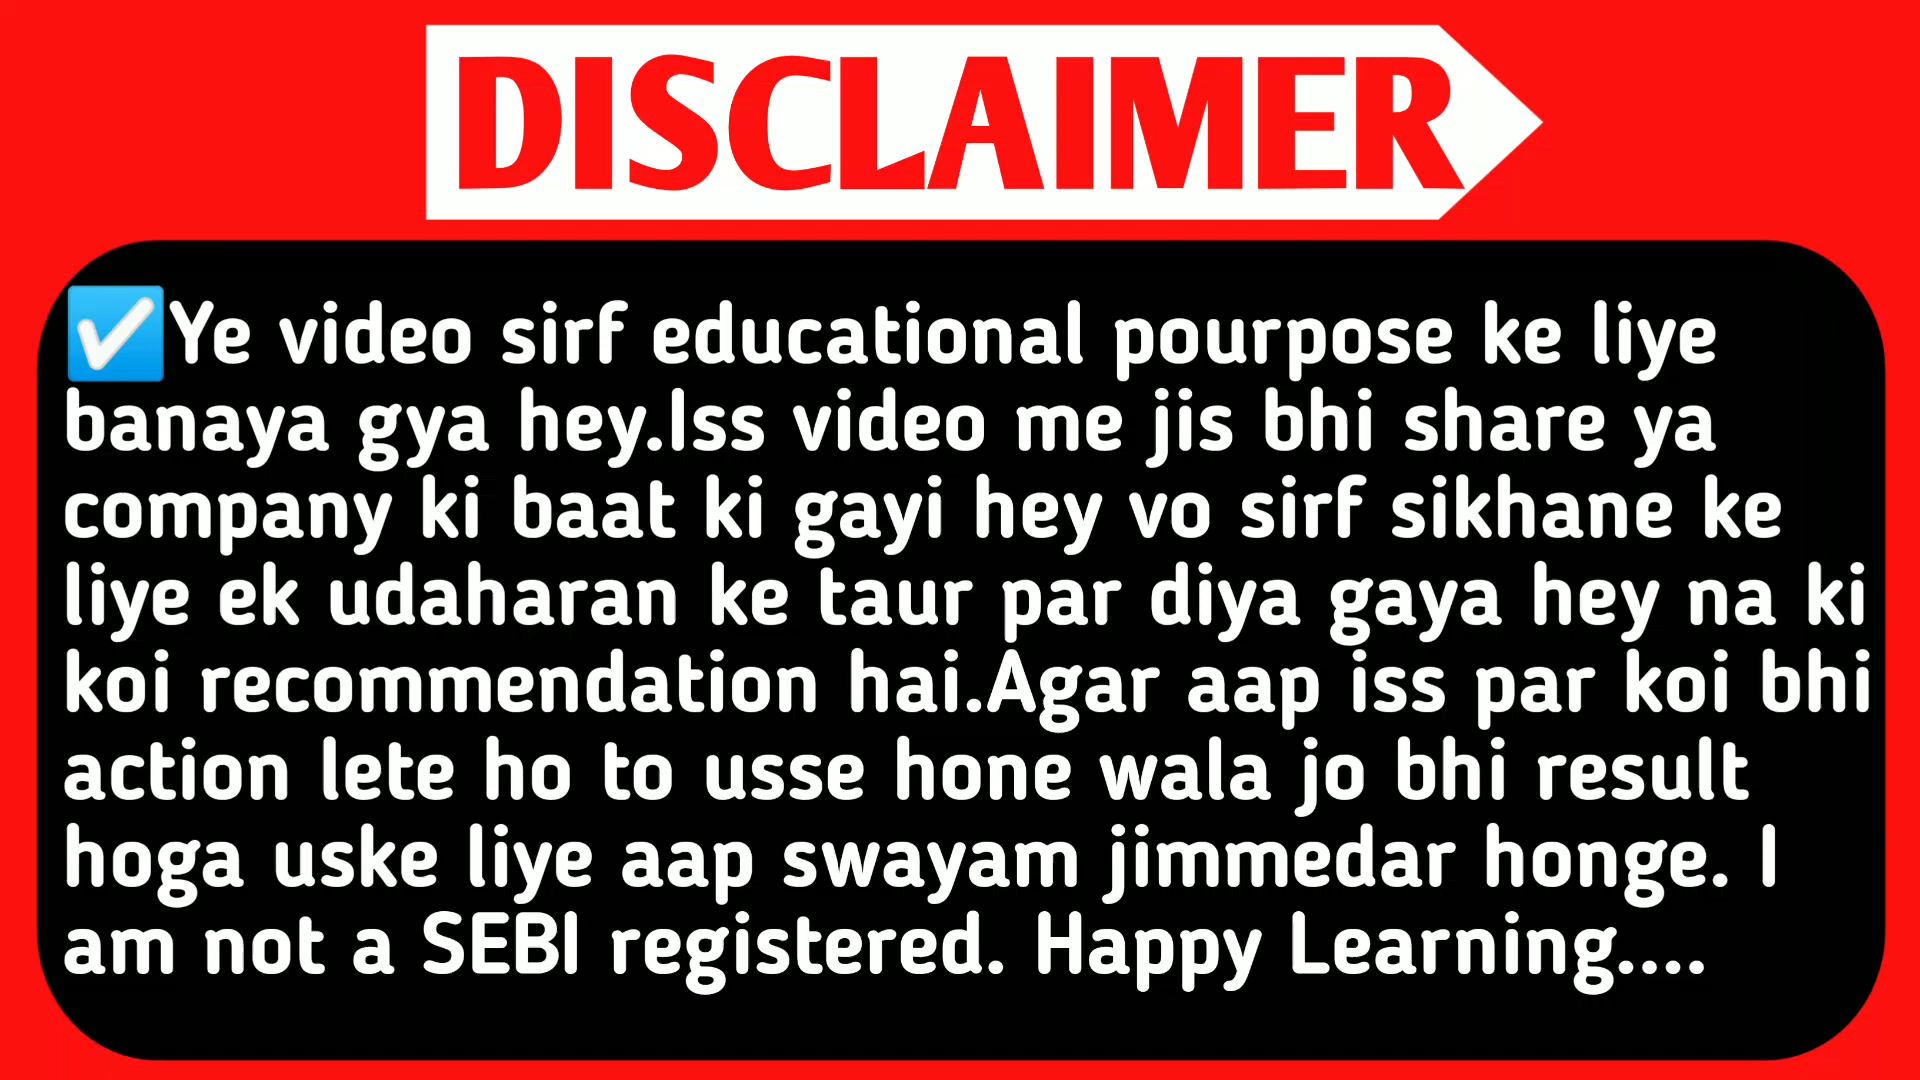 DISCLAIMER
☑Ye video sirf educational pourpose ke liye
banaya gya hey.Iss video me jis bhi share ya
company ki baat ki gayi hey vo sirf sikhane ke
liye ek udaharan ke taur par diya gaya hey na ki
koi recommendation hai.Agar aap iss par koi bhi
action lete ho to usse hone wala jo bhi result
hoga uske liye aap swayam jimmedar honge. I
am not a SEBI registered. Happy Learning....